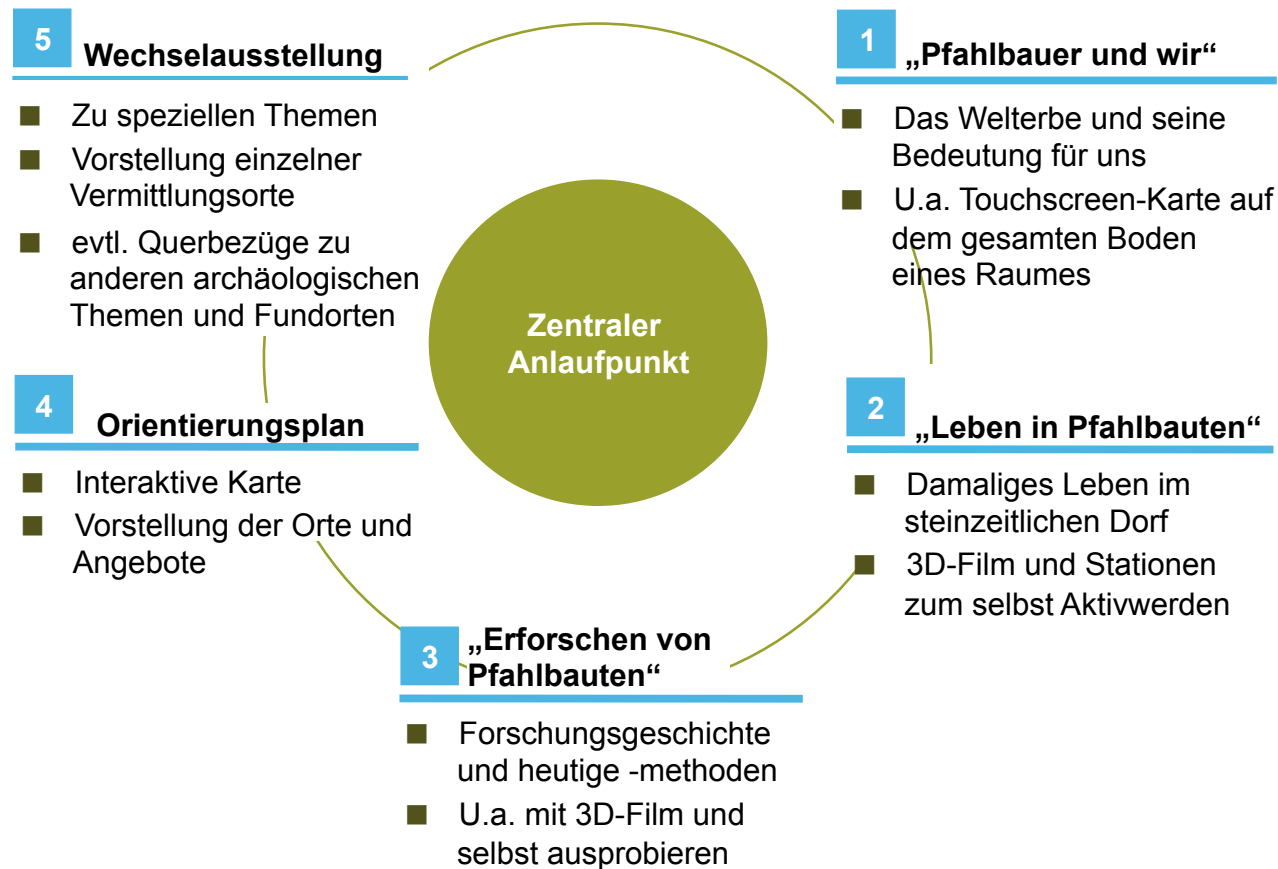 Zentraler
Anlaufpunkt
1
„Pfahlbauer und wir“
■ Das Welterbe und seine
Bedeutung für uns
■ U.a. Touchscreen-Karte auf
dem gesamten Boden
eines Raumes
2
„Leben in Pfahlbauten“
■ Damaliges Leben im
steinzeitlichen Dorf
■ 3D-Film und Stationen
zum selbst Aktivwerden
3
„Erforschen von
Pfahlbauten“
■ Forschungsgeschichte
und heutige -methoden
■ U.a. mit 3D-Film und
selbst ausprobieren
4
Orientierungsplan
■ Interaktive Karte
■ Vorstellung der Orte und
Angebote
5
Wechselausstellung
■ Zu speziellen Themen
■ Vorstellung einzelner
Vermittlungsorte
■ evtl. Querbezüge zu
anderen archäologischen
Themen und Fundorten